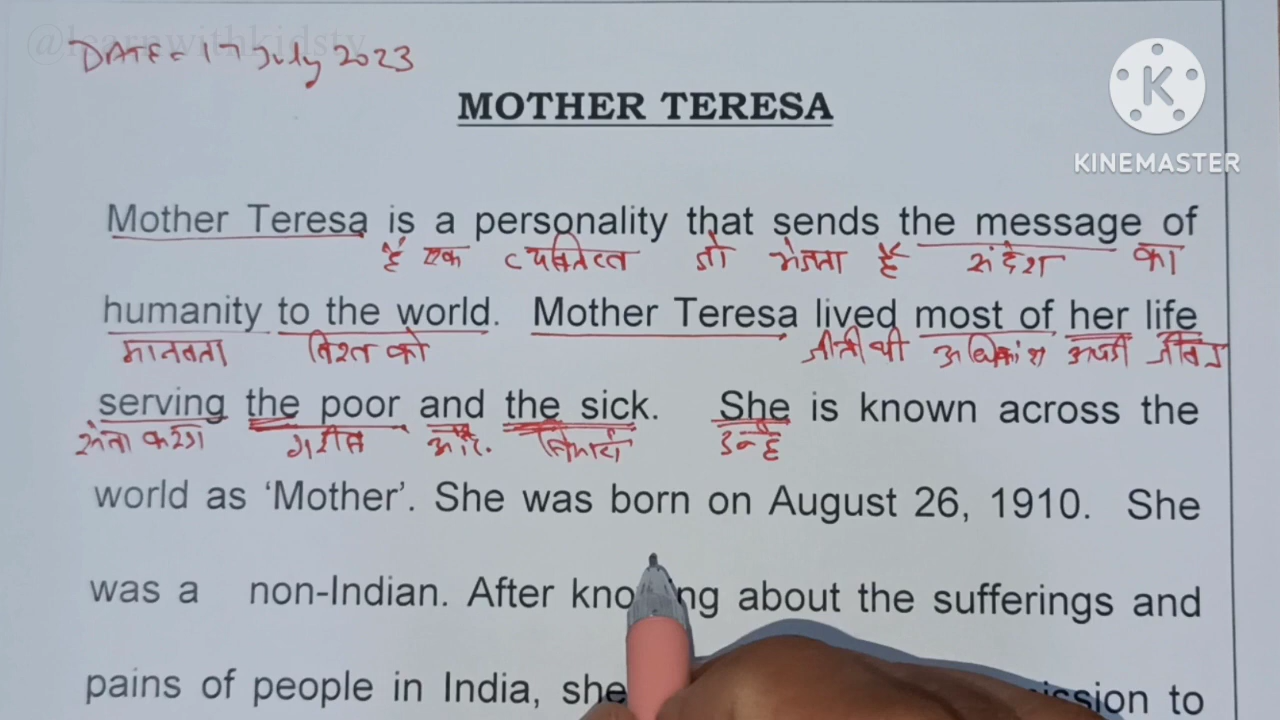 @learnwithkidstv
DATE = 17 July 2023
KINEMASTER
MOTHER TERESA
Mother Teresa is a personality that sends the message of
है एक व्यक्तित्व जो भेजता है संदेश का
humanity to the world. Mother Teresa lived most of her life
मानवता विश्व को जीती थी अधिकांश अपनी जीवन
serving the poor and the sick. She is known across the
सेवा करना गरीब और उन्हें
world as ‘Mother’. She was born on August 26, 1910. She
was a non-Indian. After about the sufferings and
pains of people in India, she to